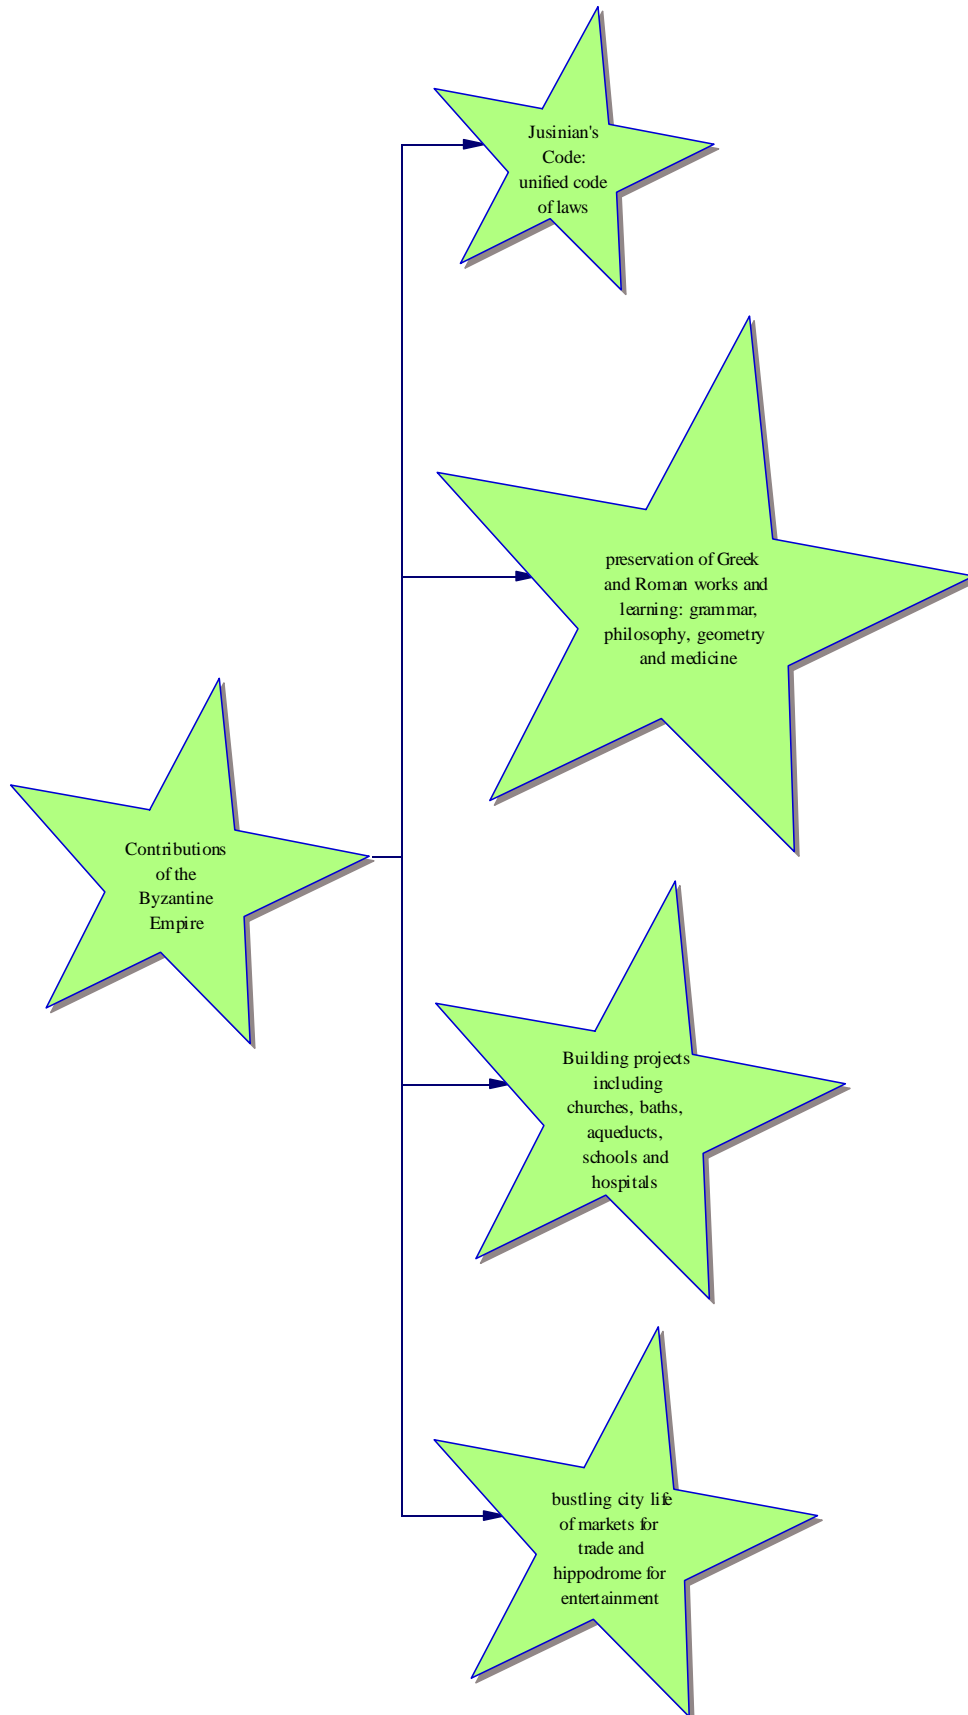 Jusinian's
Code:
unified code
of laws
preservation of Greek
and Roman works and
learning: grammar,
philosophy, geometry
and medicine
Contributions
of the
Byzantine
Empire
Building projects
including
churches, baths,
aqueducts,
schools and
hospitals
bustling city life
of markets for
trade and
hippodrome for
entertainment